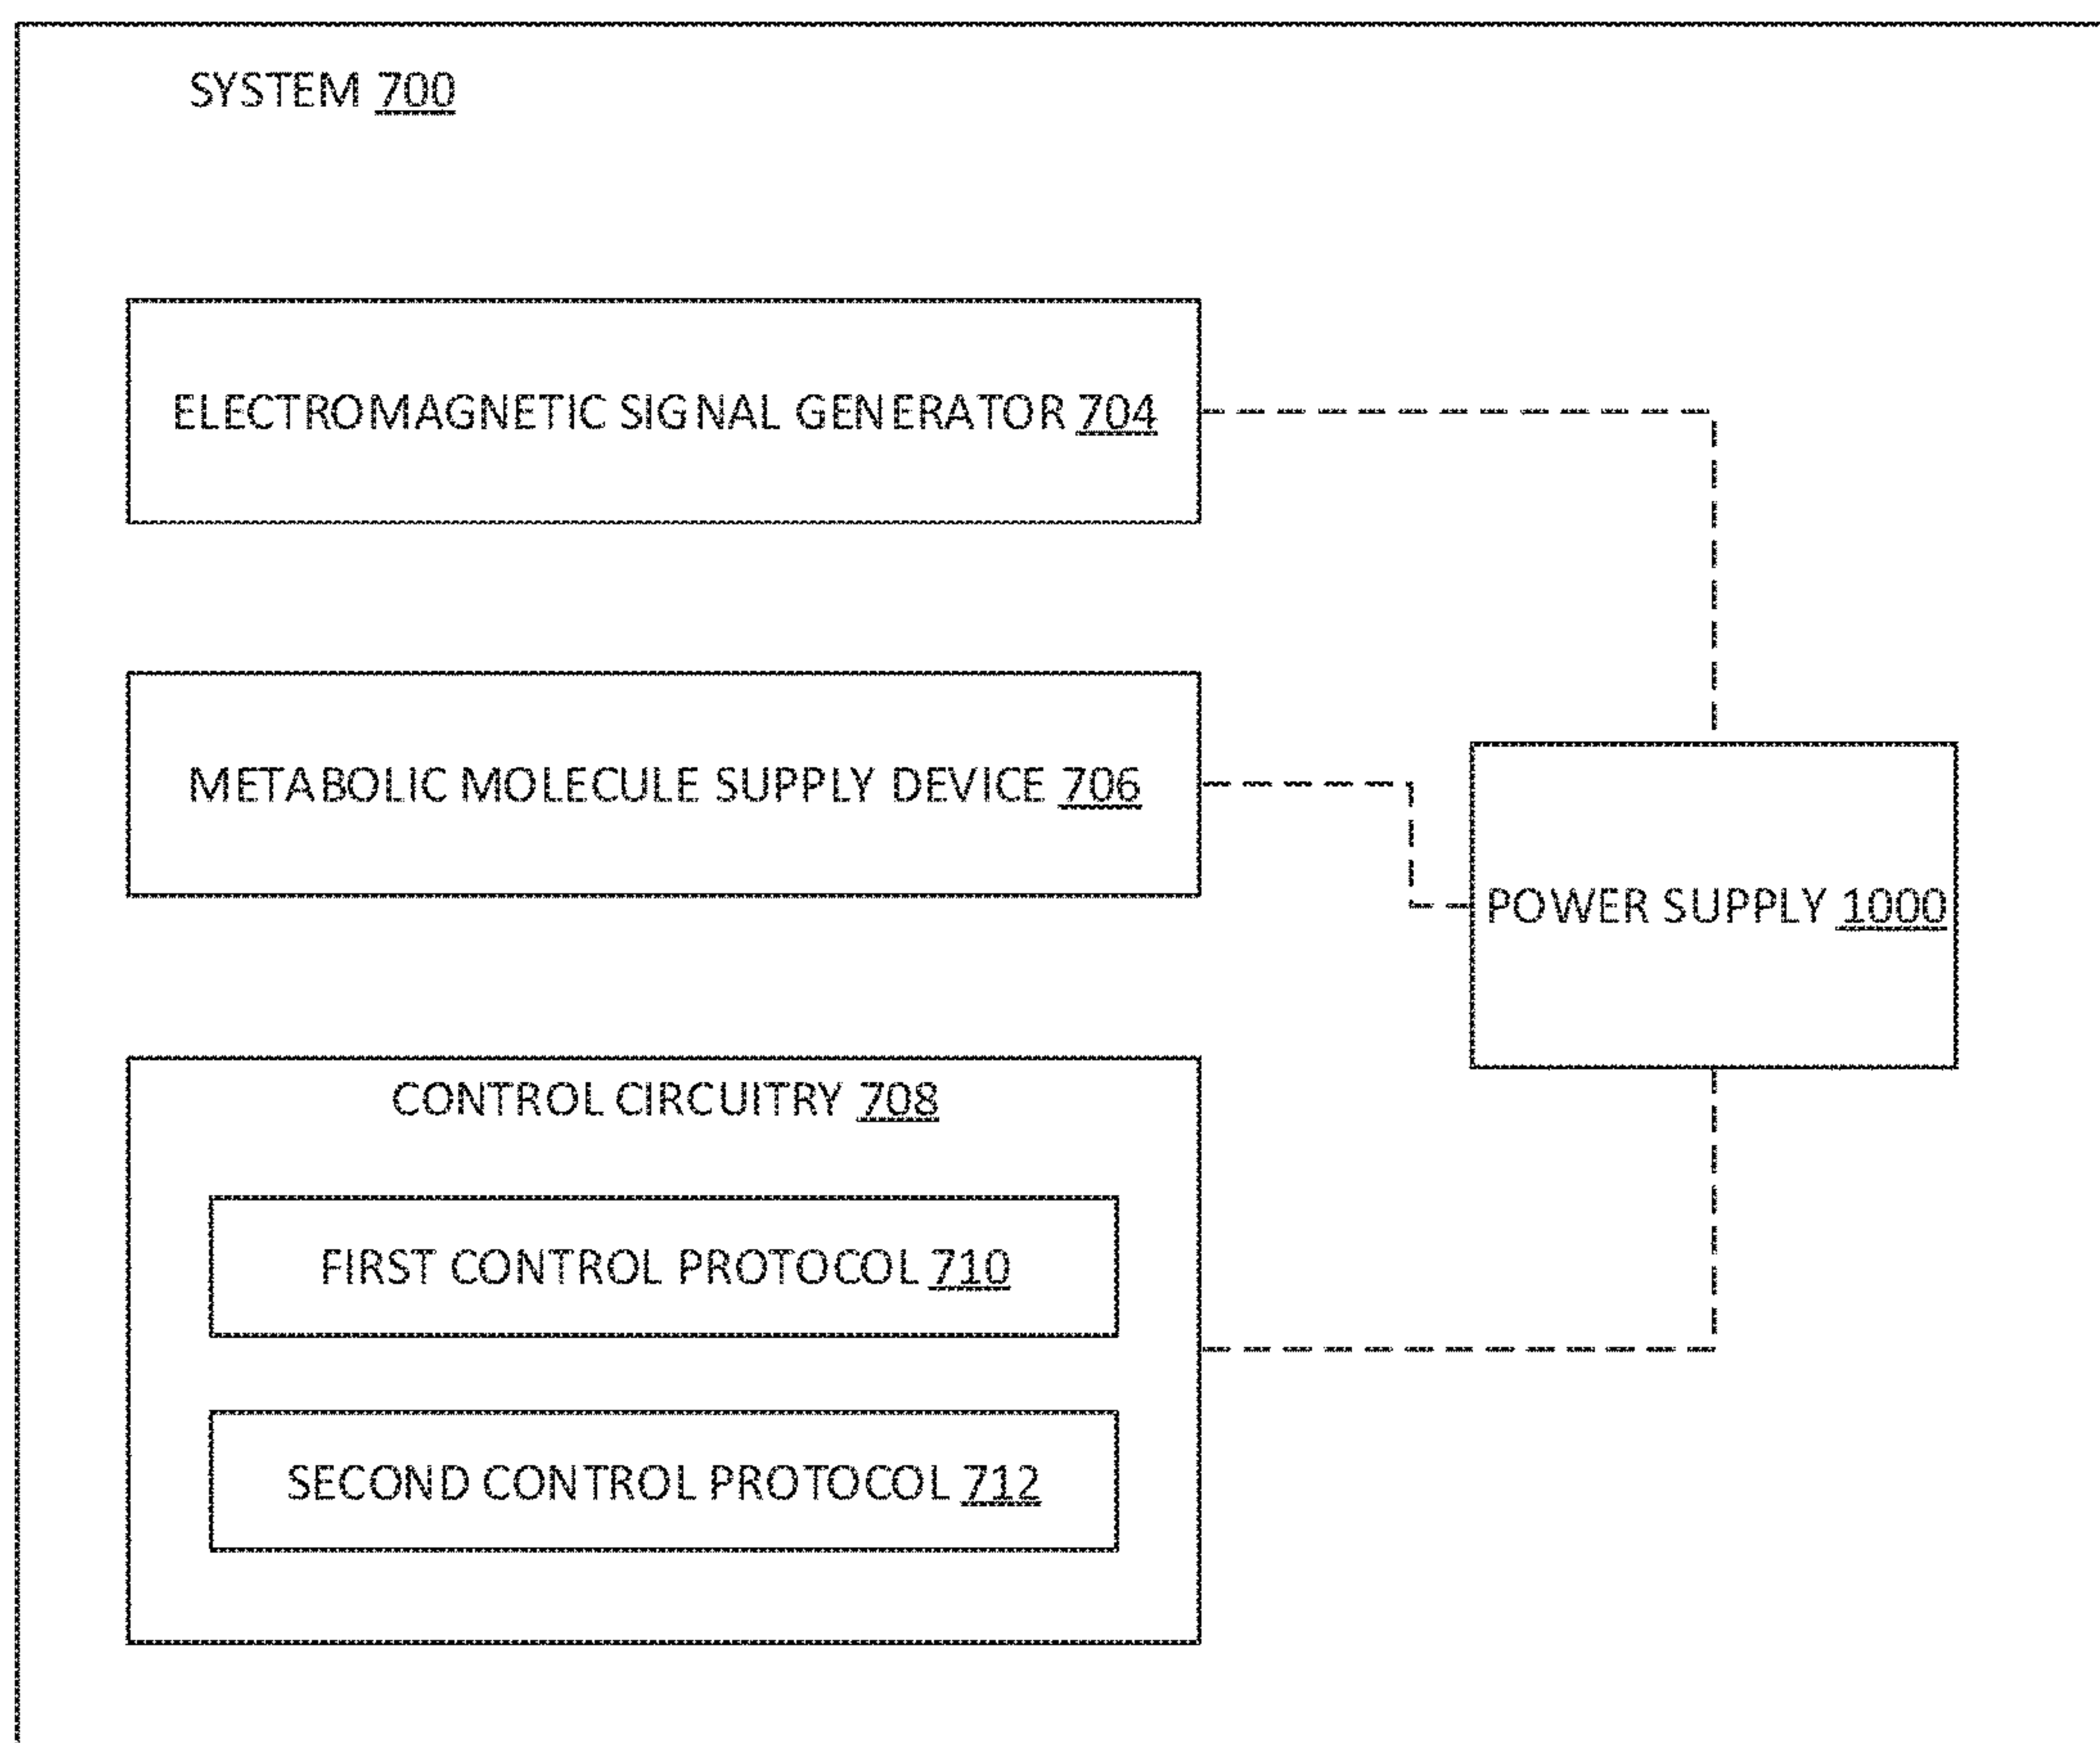 SYSTEM 700
ELECTROMAGNETIC SIGNAL GENERATOR 704
METABOLIC MOLECULE SUPPLY DEVICE 706
POWER SUPPLY 1000
CONTROL CIRCUITRY 708
FIRST CONTROL PROTOCOL 710
SECOND CONTROL PROTOCOL 712